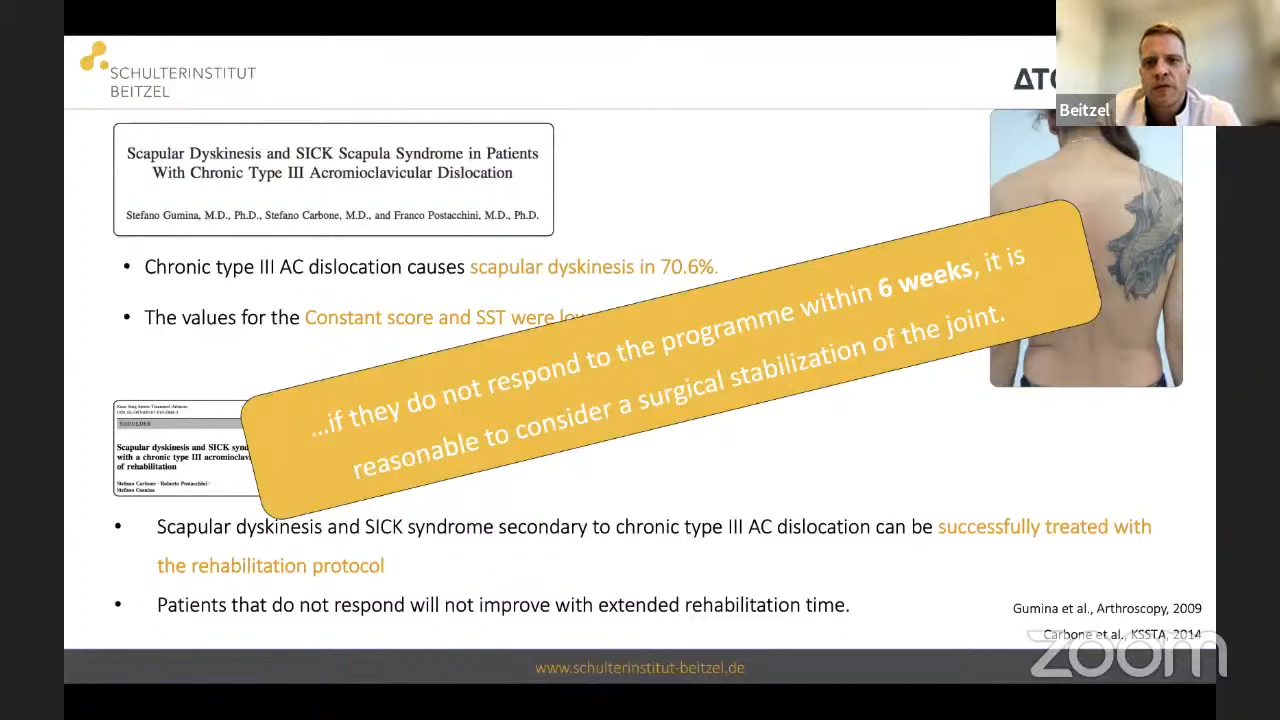 SCHULTERINSTITUT
BEITZEL
Beitzel
Scapular Dyskinesis and SICK Scapula Syndrome in Patients
With Chronic Type III Acromioclavicular Dislocation
Stefano Gumina, M.D., Ph.D., Stefano Carbone, M.D., and Franco Postacchini, M.D., Ph.D.
• Chronic type III AC dislocation causes scapular dyskinesis in 70.6%.
• The values for the Constant score and SST were
...if they do not respond to the programme within 6 weeks, it is
reasonable to consider a surgical stabilization of the joint.
SHOULDER
Scapular dyskinesis and SICK
with a chronic type III
of rehabilitation
Stefano Carbone · Roberto Postacchini ·
Stefano Gumina
• Scapular dyskinesis and SICK syndrome secondary to chronic type III AC dislocation can be successfully treated with
the rehabilitation protocol
• Patients that do not respond will not improve with extended rehabilitation time.
Gumina et al., Arthroscopy, 2009
Carbone et al., KSSTA, 2014
zoom
www.schulterinstitut-beitzel.de